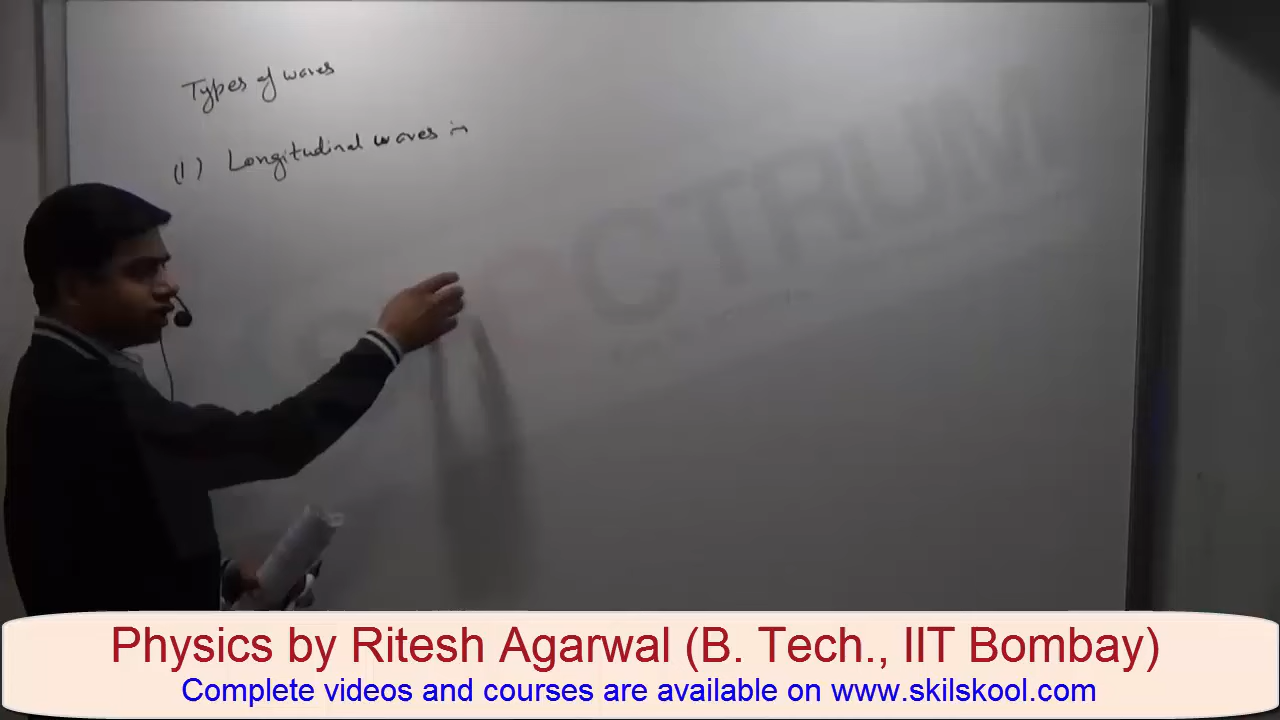 Types of waves
(1) Longitudinal waves in
CTRUM
Physics by Ritesh Agarwal (B. Tech., IIT Bombay)
Complete videos and courses are available on www.skilskool.com